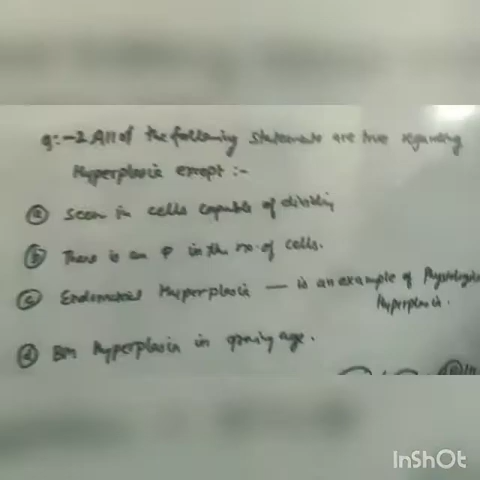 q:-2 All of the following statements are true regarding
Hyperplasia except :-
(a) Seen in cells capable of dividing
(b) There is an ↑ in the no. of cells.
(c) Endometrial Hyperplasia — is an example of Physiologic
Hyperplasia.
(d) BM Hyperplasia in growing age.
InShOt